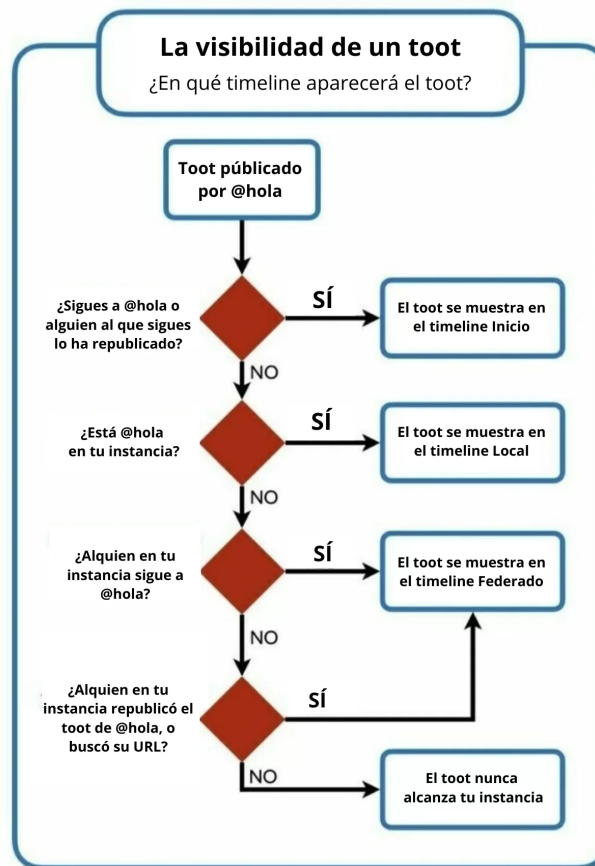 La visibilidad de un toot
¿En qué timeline aparecerá el toot?
Toot públicado
por @hola
¿Sigues a @hola o
alguien al que sigues
lo ha republicado?
SÍ
El toot se muestra en
el timeline Inicio
NO
¿Está @hola
en tu instancia?
SÍ
El toot se muestra en
el timeline Local
NO
¿Alquien en tu
instancia sigue a
@hola?
SÍ
El toot se muestra en
el timeline Federado
NO
¿Alquien en tu
instancia republicó el
toot de @hola, o
buscó su URL?
SÍ
NO
El toot nunca
alcanza tu instancia